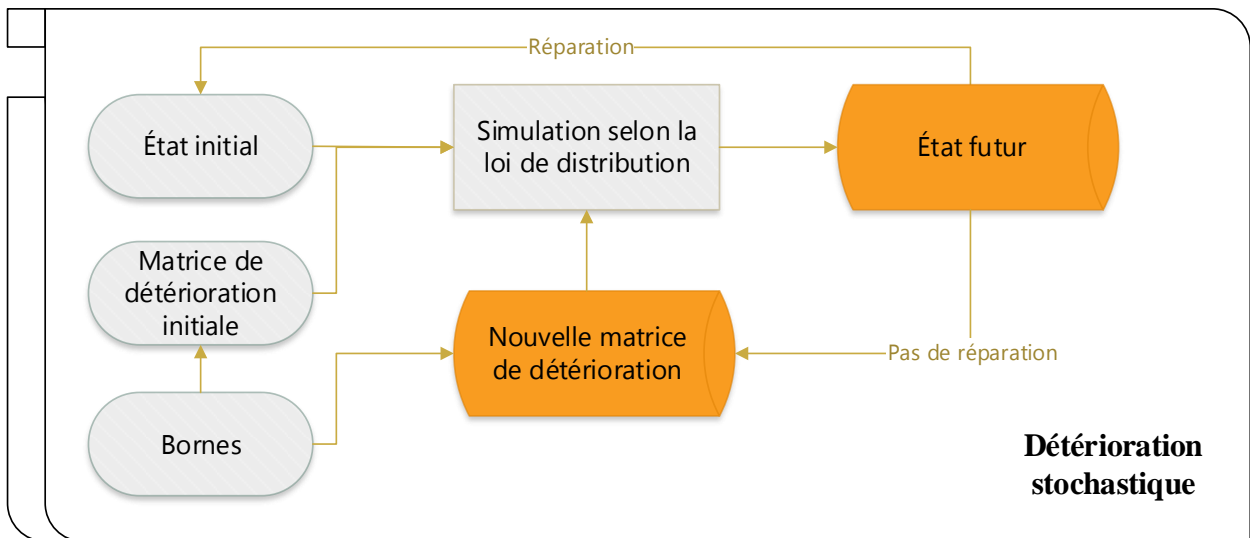 Réparation
État initial
Simulation selon la
loi de distribution
État futur
Matrice de
détérioration
initiale
Nouvelle matrice
de détérioration
Pas de réparation
Bornes
Détérioration
stochastique